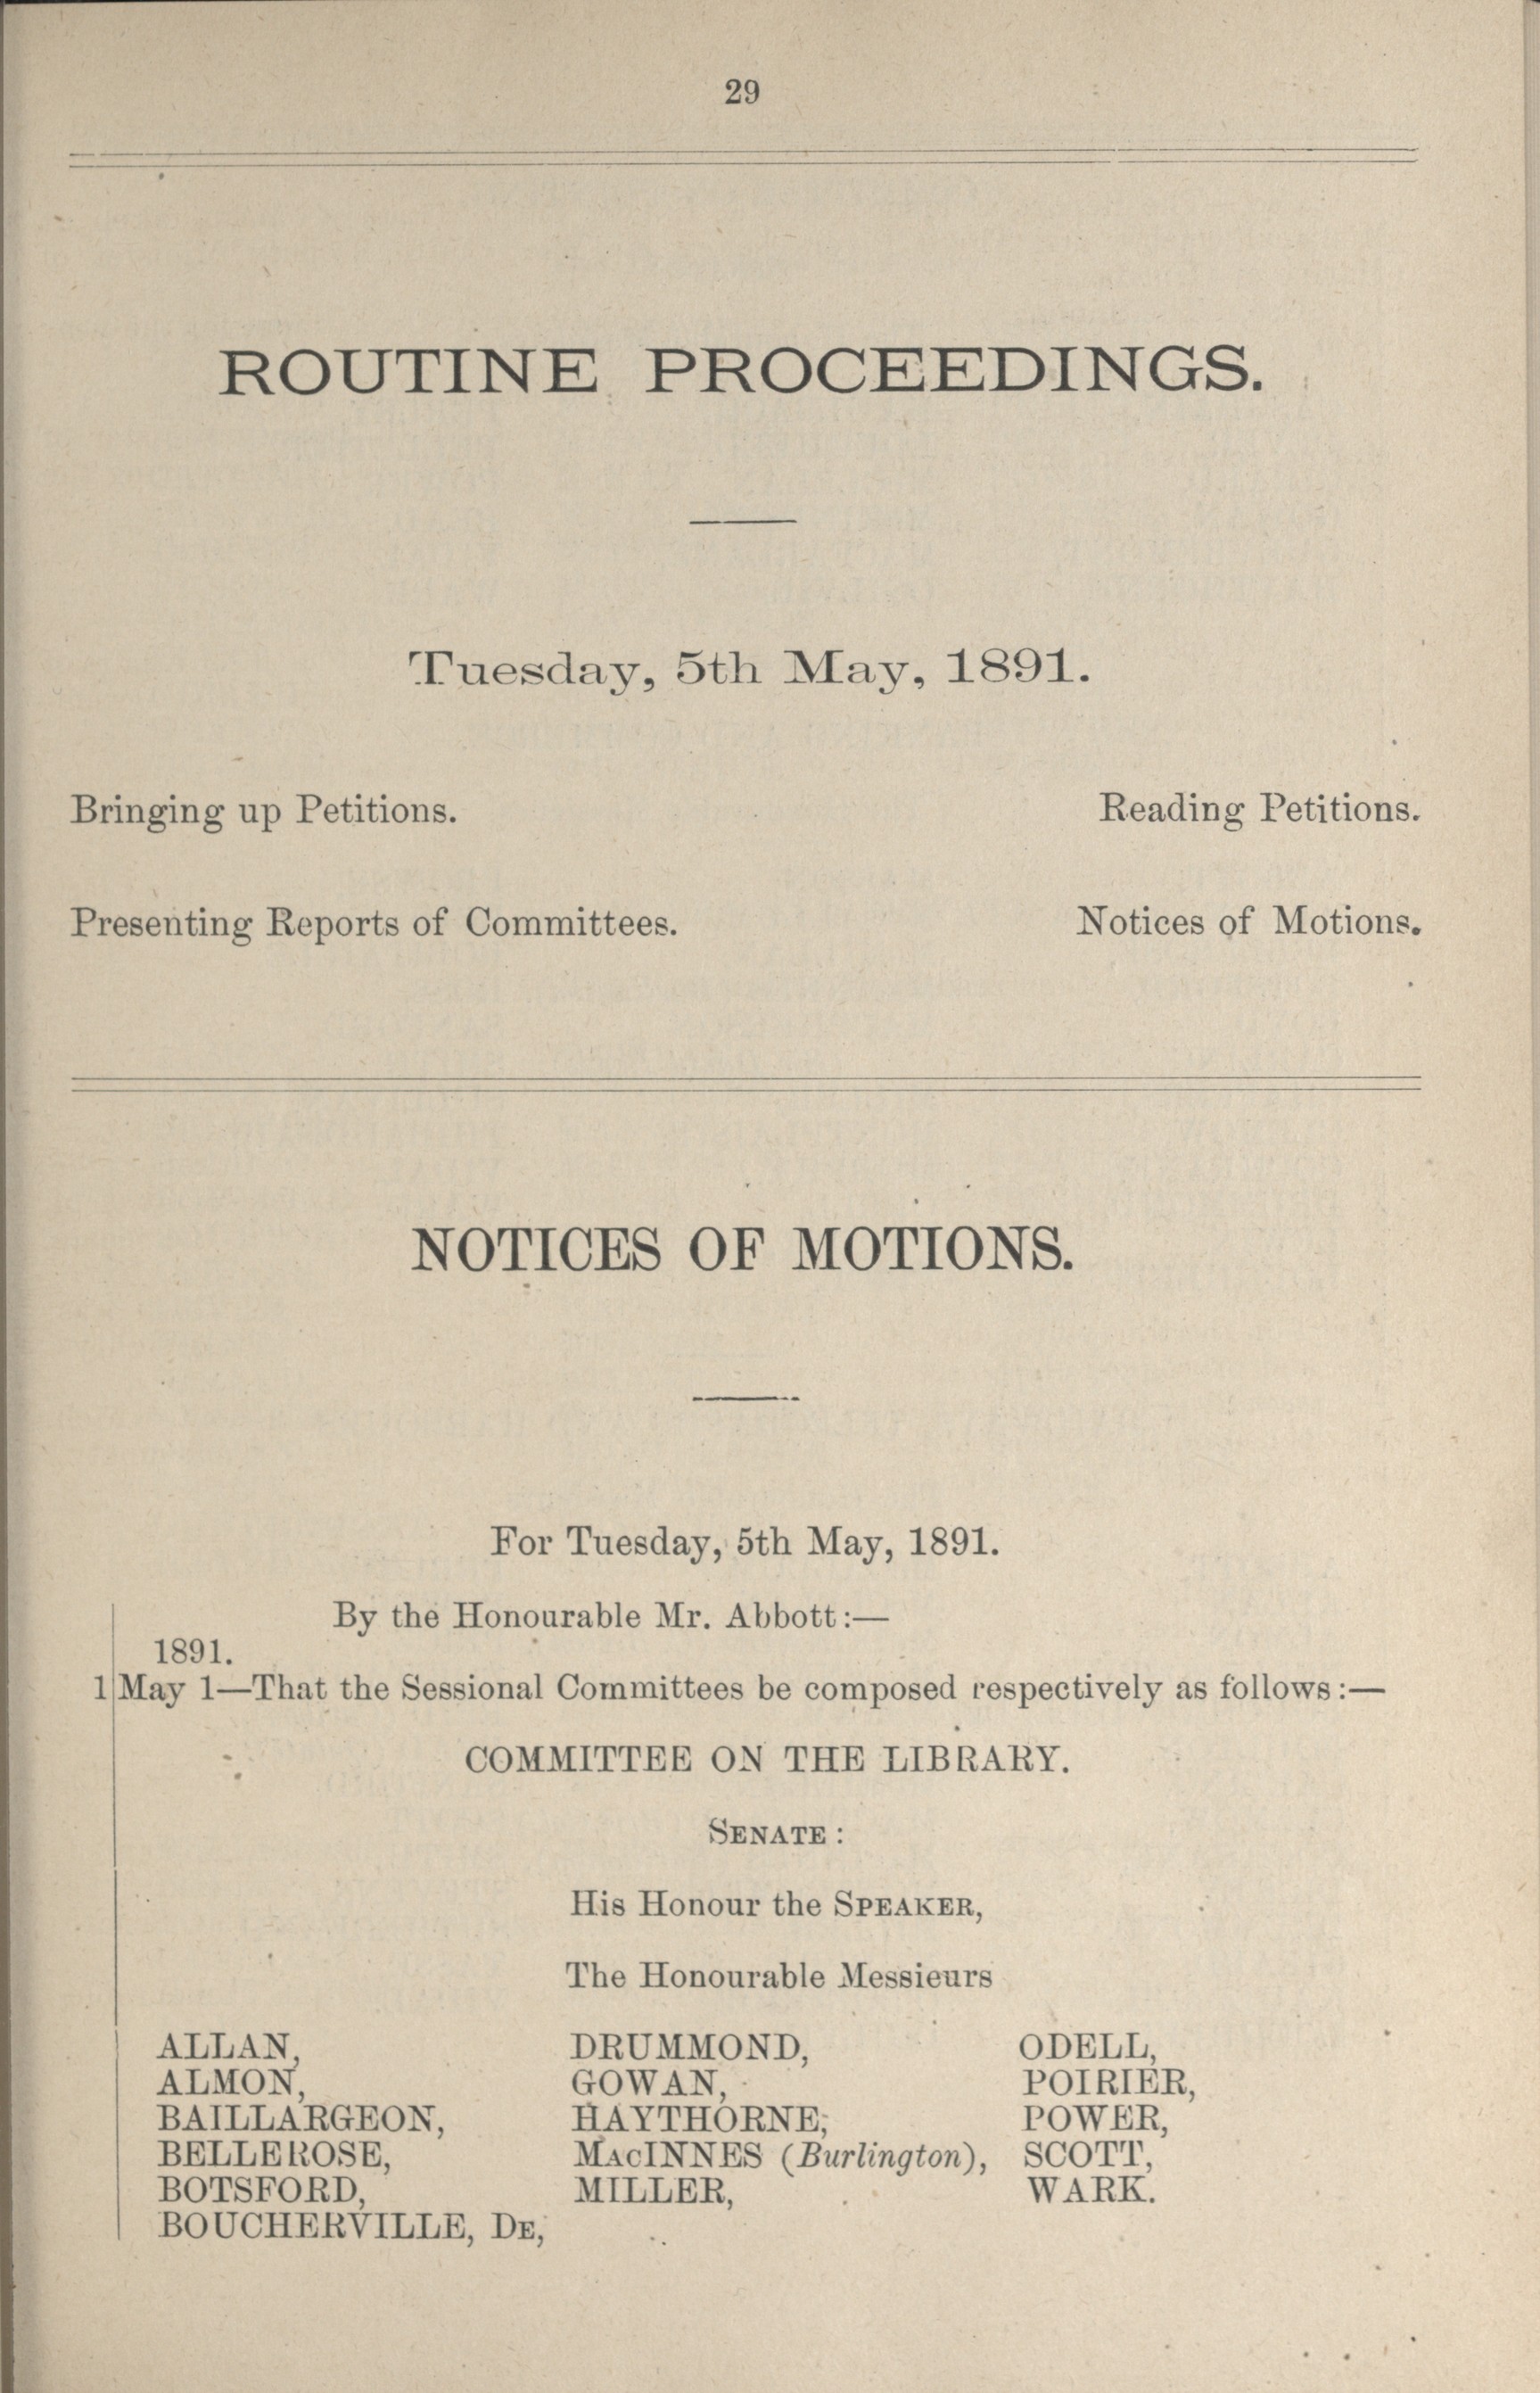 29
ROUTINE PROCEEDINGS.
Tuesday, 5th May, 1891.
Bringing up Petitions. Reading Petitions.
Presenting Reports of Committees. Notices of Motions.
NOTICES OF MOTIONS.
For Tuesday, 5th May, 1891.
By the Honourable Mr. Abbott:—
1891.
1 May 1—That the Sessional Committees be composed respectively as follows:—
COMMITTEE ON THE LIBRARY.
SENATE:
His Honour the SPEAKER,
The Honourable Messieurs
ALLAN, DRUMMOND, ODELL,
ALMON, GOWAN, POIRIER,
BAILLARGEON, HAYTHORNE, POWER,
BELLEROSE, MACINNES (Burlington), SCOTT,
BOTSFORD, MILLER, WARK.
BOUCHERVILLE, DE,